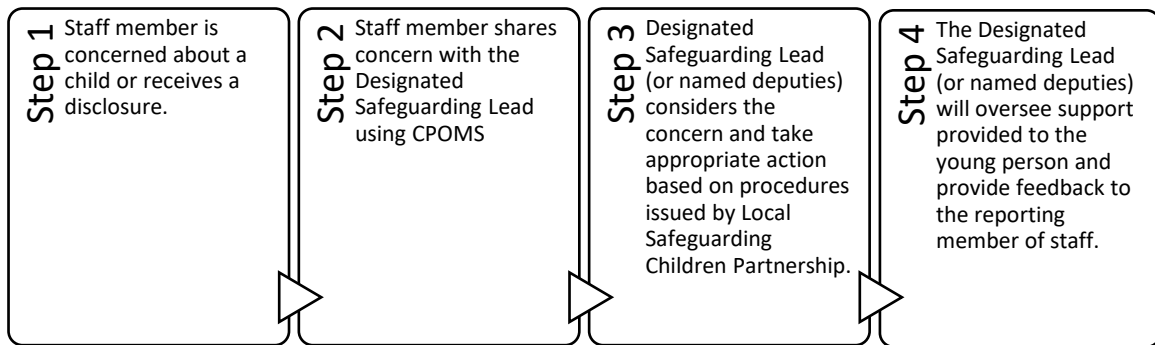 Step 1
Staff member is
concerned about a
child or receives a
disclosure.
Step 2
Staff member shares
concern with the
Designated
Safeguarding Lead
using CPOMS
Step 3
Designated
Safeguarding Lead
(or named deputies)
considers the
concern and take
appropriate action
based on procedures
issued by Local
Safeguarding
Children Partnership.
Step 4
The Designated
Safeguarding Lead
(or named deputies)
will oversee support
provided to the
young person and
provide feedback to
the reporting
member of staff.